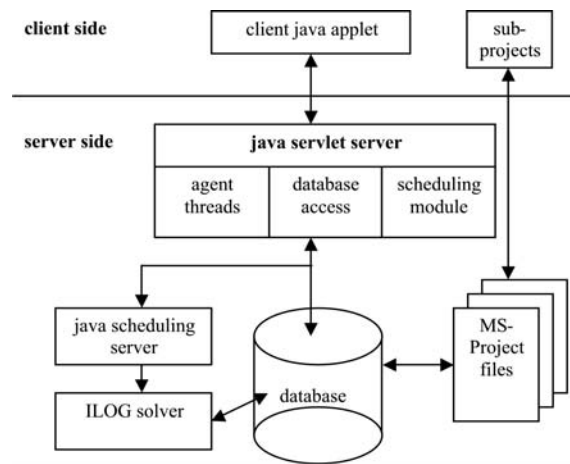 client side
client java applet
sub-
projects
server side
java servlet server
agent
threads
database
access
scheduling
module
java scheduling
server
MS-
Project
files
ILOG solver
database